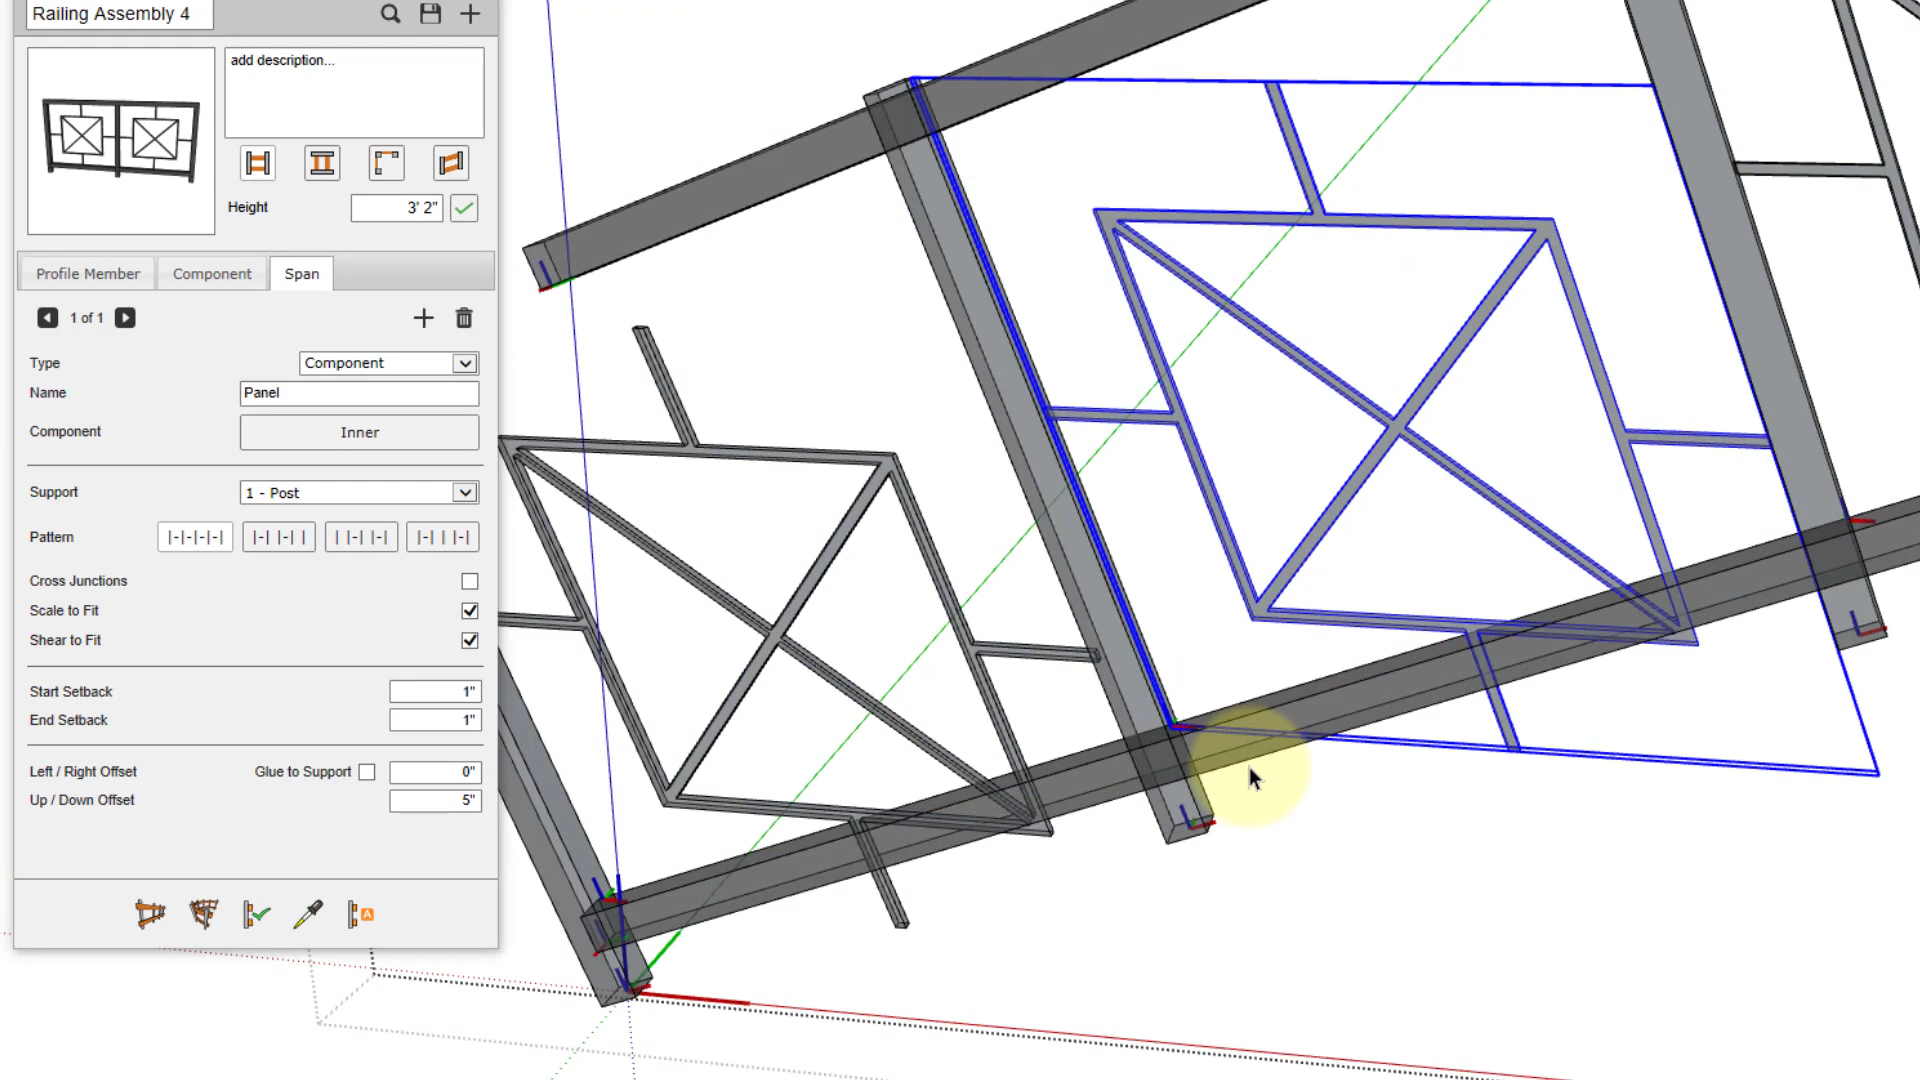 Railing Assembly 4
add description...
Height 3' 2"
Profile Member Component Span
1 of 1
Type Component
Name Panel
Component Inner
Support 1 - Post
Pattern |-|-|-|-| |-| |-| | | |-| |-| |-| | |-|
Cross Junctions
Scale to Fit
Shear to Fit
Start Setback 1"
End Setback 1"
Left / Right Offset Glue to Support 0"
Up / Down Offset 5"
A